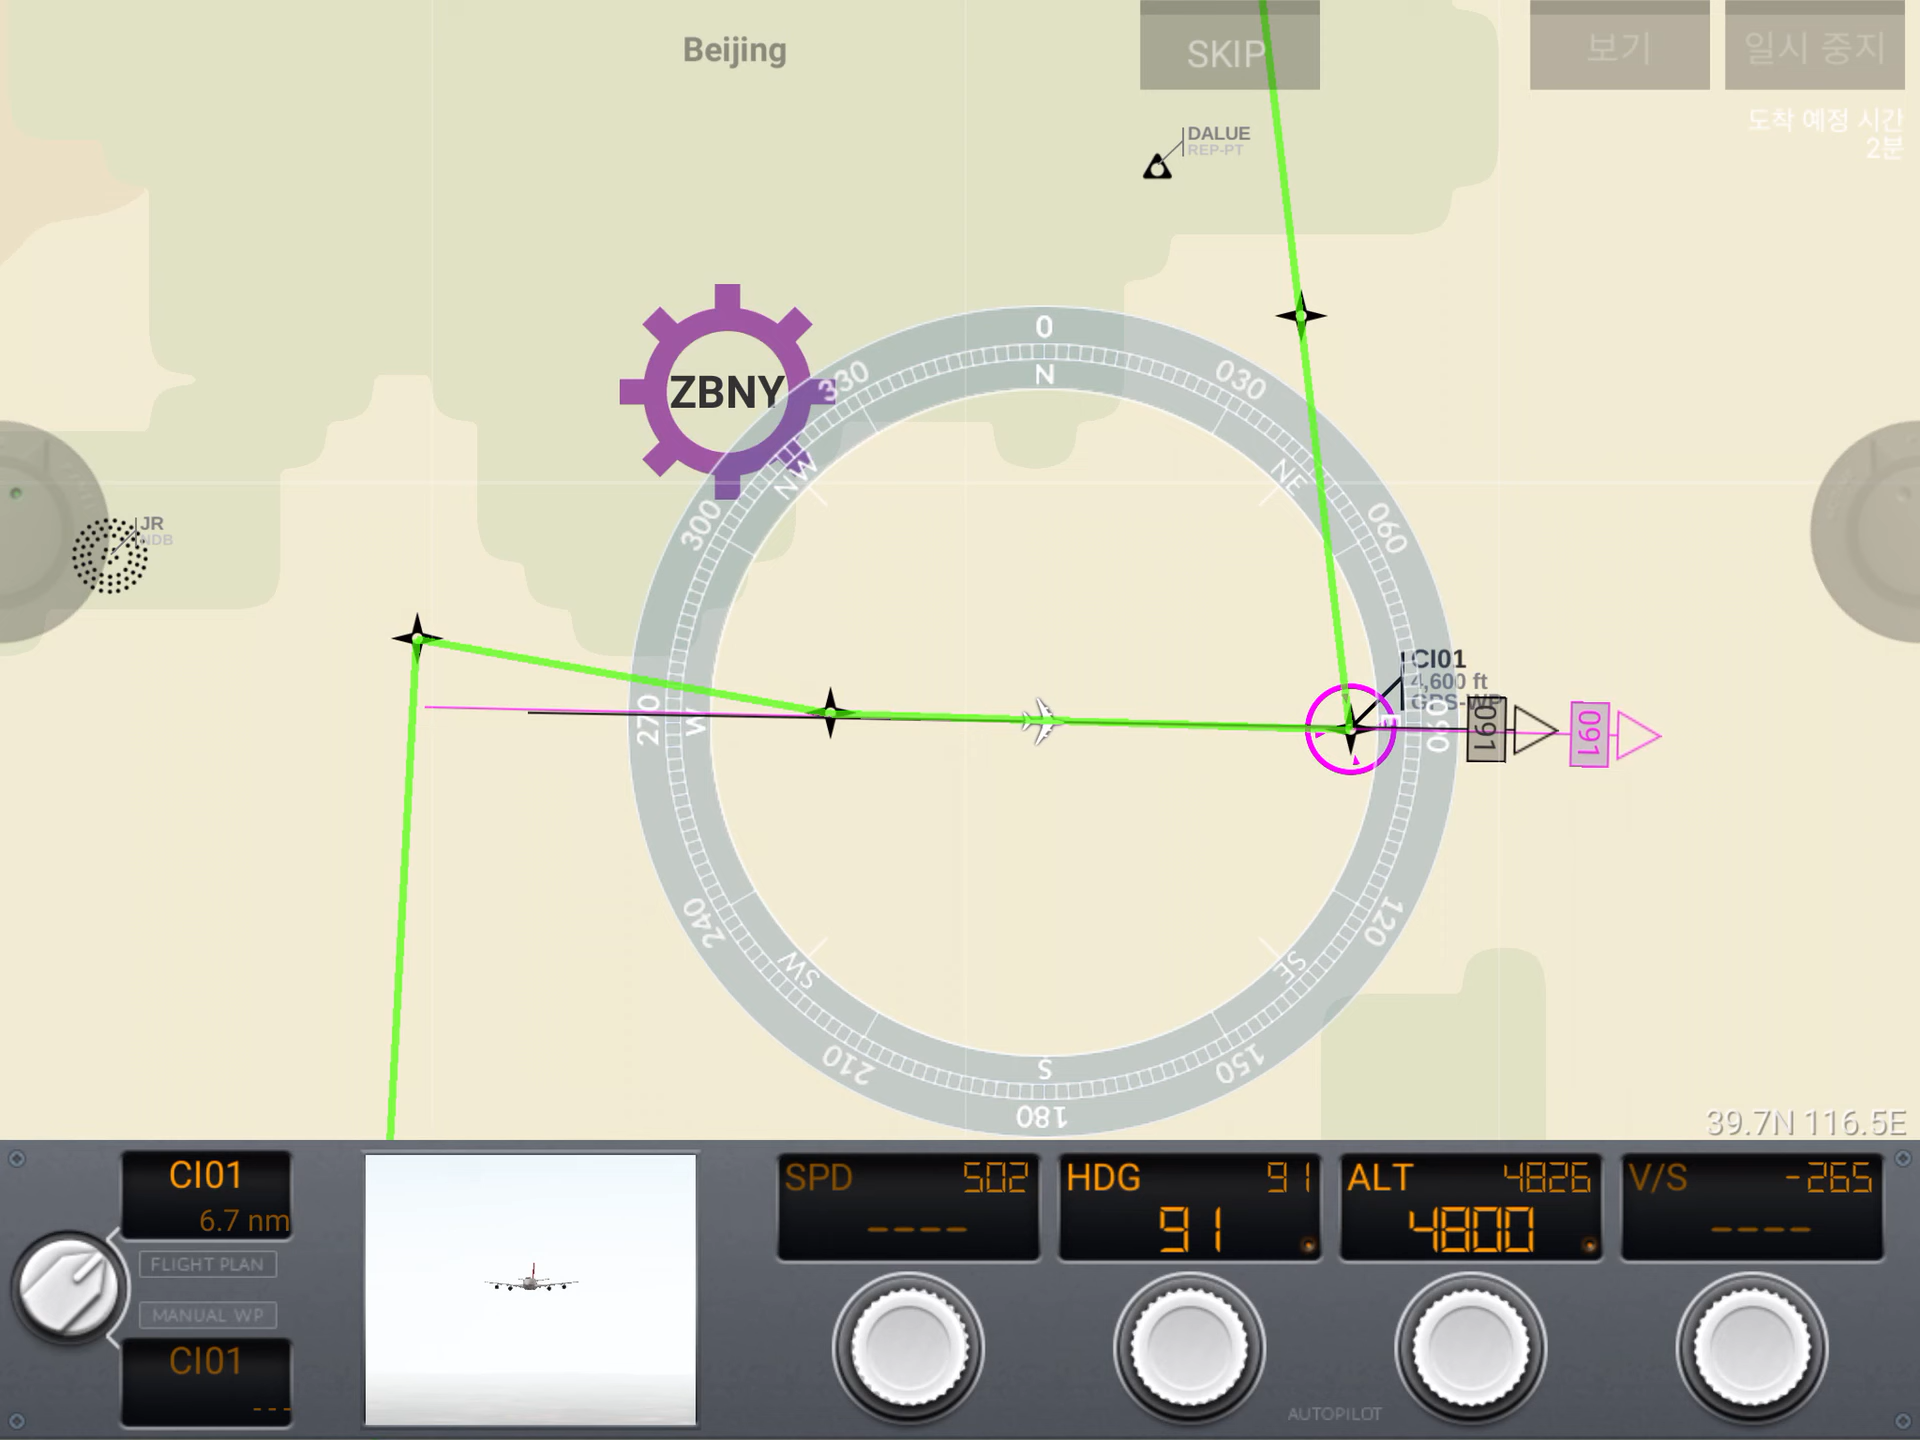 Beijing
SKIP
보기
일시 중지
도착 예정 시간
2분
DALUE
REP-PT
ZBNY
JR
NDB
0
N
030
NE
060
E
090
120
SE
150
S
180
210
SW
240
W
270
300
NW
330
CI01
4,600 ft
GPS-WP
091
091
39.7N 116.5E
CI01
6.7 nm
FLIGHT PLAN
MANUAL WP
CI01
---
SPD 502
----
HDG 91
91
ALT 4826
4800
V/S -265
----
AUTOPILOT